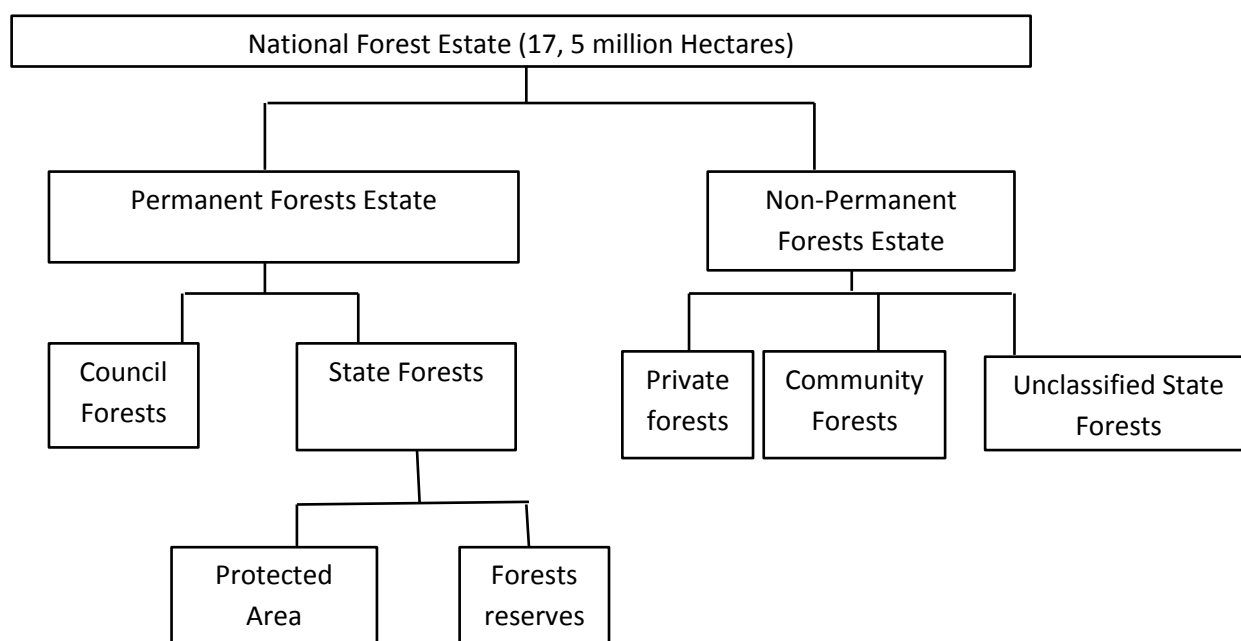 National Forest Estate (17, 5 million Hectares)
Permanent Forests Estate
Non-Permanent
Forests Estate
Council
Forests
State Forests
Private
forests
Community
Forests
Unclassified State
Forests
Protected
Area
Forests
reserves